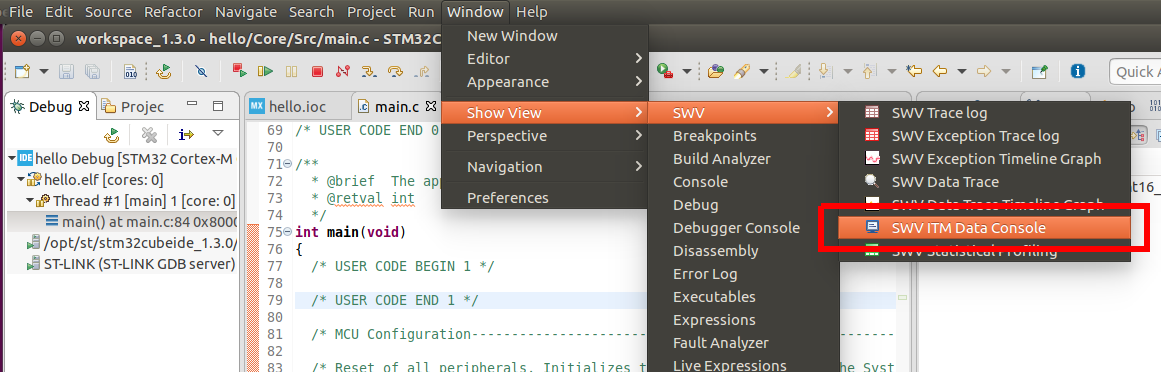 File Edit Source Refactor Navigate Search Project Run Window Help
workspace_1.3.0 - hello/Core/Src/main.c - STM32C
Quick A
010
Debug
Projec
hello Debug [STM32 Cortex-M
IDE
hello.elf [cores: 0]
Thread #1 [main] 1 [core: 0]
main() at main.c:84 0x8000
/opt/st/stm32cubeide_1.3.0/
ST-LINK (ST-LINK GDB server)
MX hello.ioc
main.c
69 /* USER CODE END 0
70
71 /**
72 * @brief The app
73 * @retval int
74 */
75 int main(void)
76 {
77 /* USER CODE BEGIN 1 */
78
79 /* USER CODE END 1 */
80
81 /* MCU Configuration--------
82
83 /* Reset of all peripherals, Initializes t he Syst
New Window
Editor
Appearance
Show View
Perspective
Navigation
Preferences
SWV
Breakpoints
Build Analyzer
Console
Debug
Debugger Console
Disassembly
Error Log
Executables
Expressions
Fault Analyzer
Live Expressions
SWV Trace log
SWV Exception Trace log
SWV Exception Timeline Graph
SWV Data Trace
SWV Data Trace Timeline Graph
SWV ITM Data Console
SWV Statistical Profiling